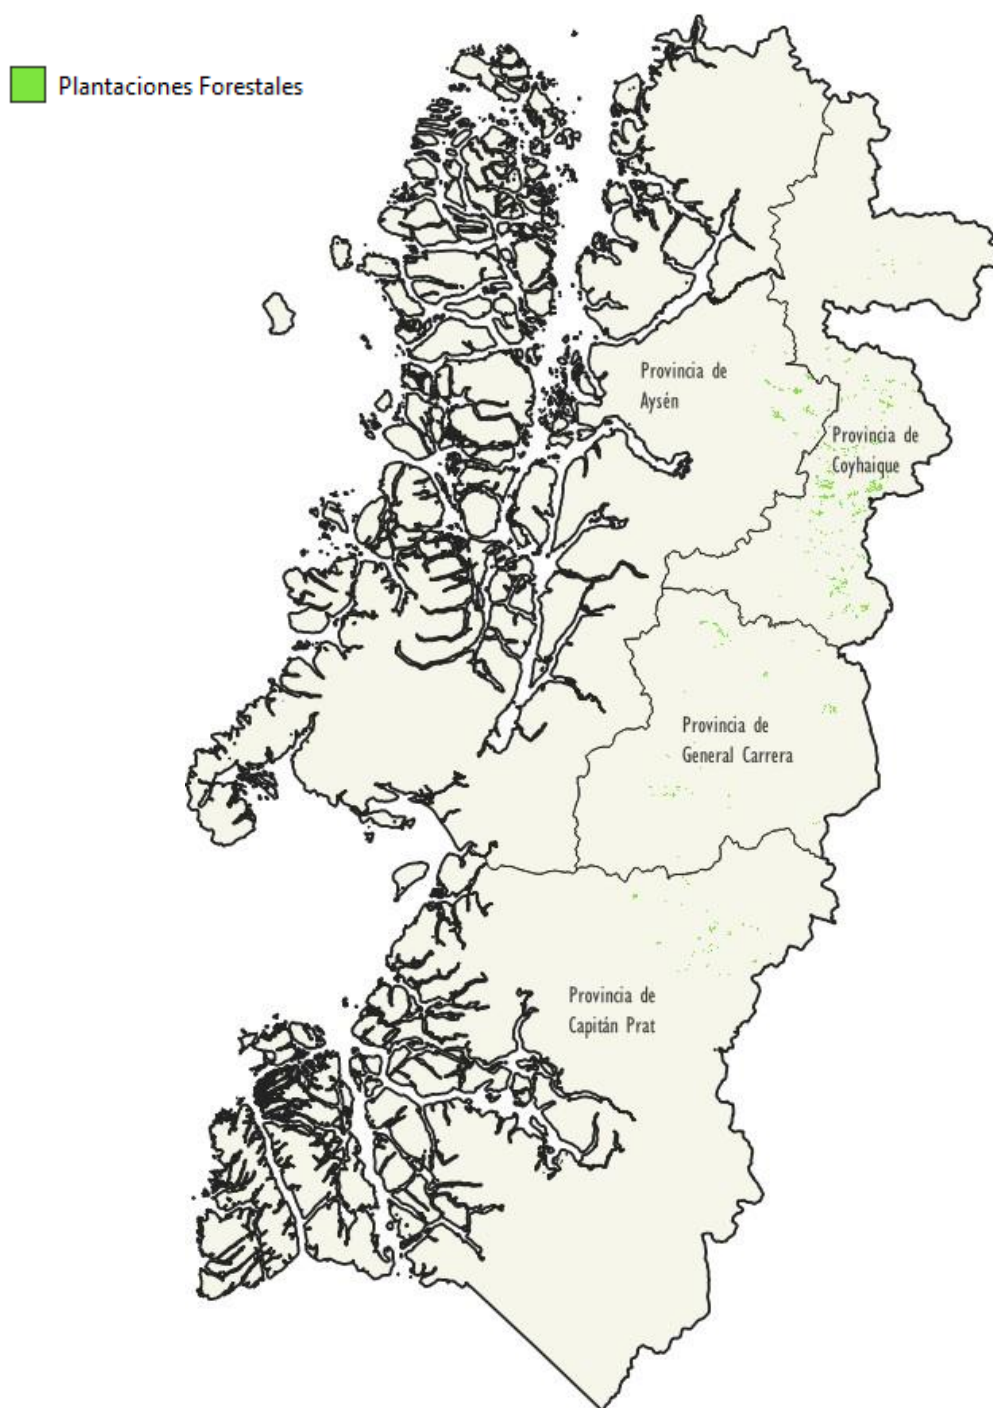 Plantaciones Forestales
Provincia de
Aysén
Provincia de
Coyhaique
Provincia de
General Carrera
Provincia de
Capitán Prat